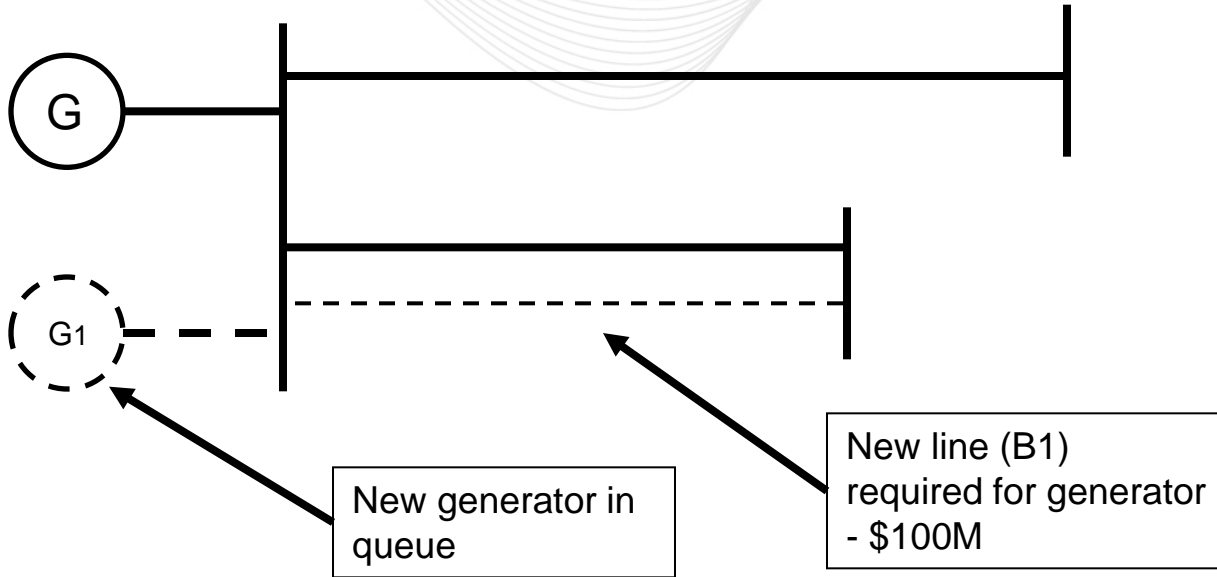 G
G1
New generator in
queue
New line (B1)
required for generator
- $100M